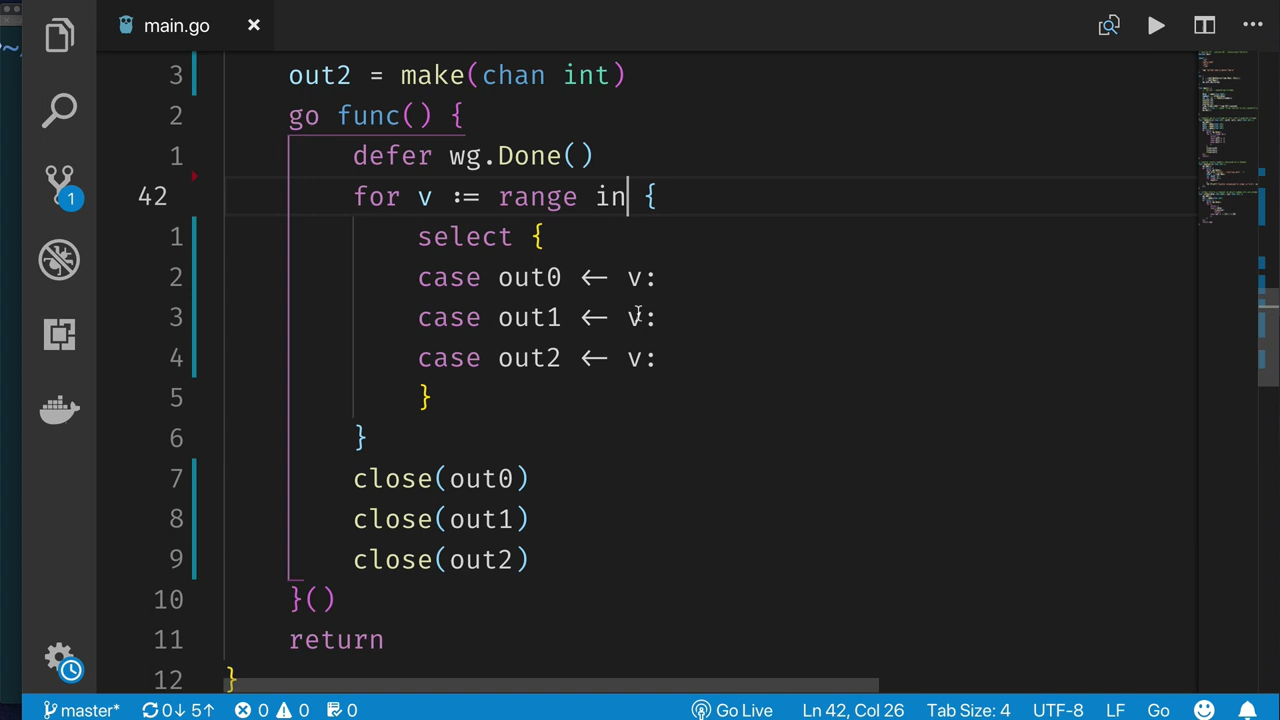 main.go
3 out2 = make(chan int)
2 go func() {
1 defer wg.Done()
42 for v := range in {
1 select {
2 case out0 <- v:
3 case out1 <- v:
4 case out2 <- v:
5 }
6 }
7 close(out0)
8 close(out1)
9 close(out2)
10 }()
11 return
12 }
1
master* 0↓ 5↑ 0 0 0 Go Live Ln 42, Col 26 Tab Size: 4 UTF-8 LF Go